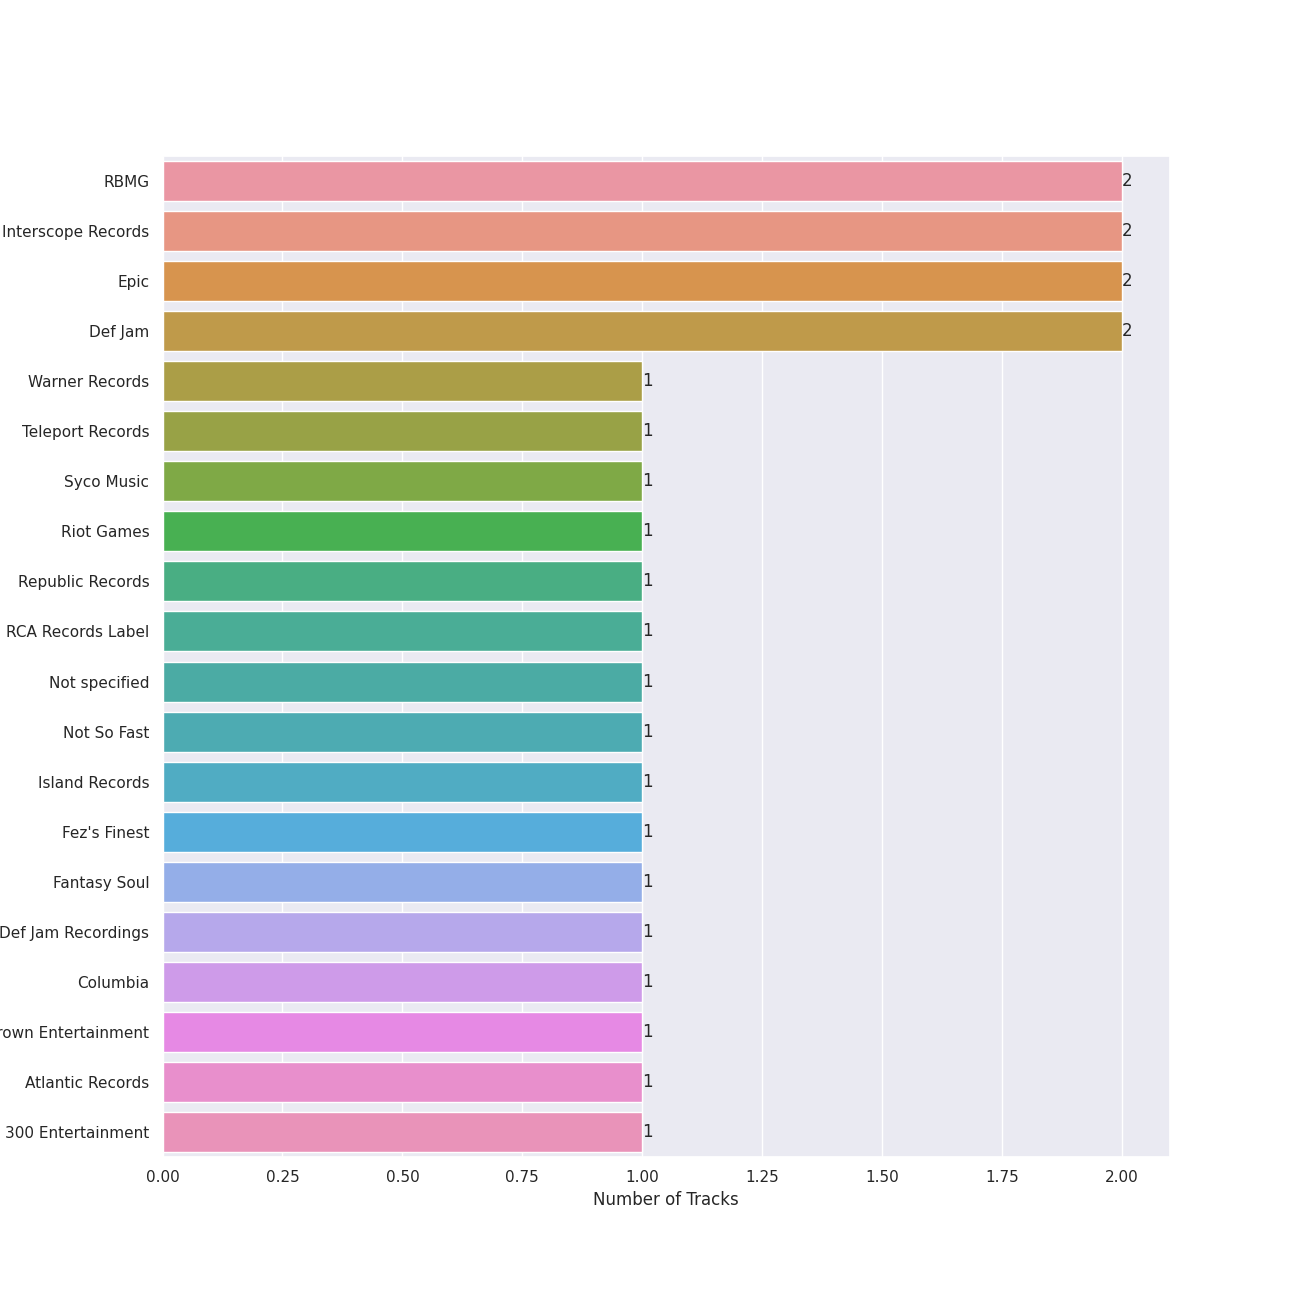 RBMG 2
Interscope Records 2
Epic 2
Def Jam 2
Warner Records 1
Teleport Records 1
Syco Music 1
Riot Games 1
Republic Records 1
RCA Records Label 1
Not specified 1
Not So Fast 1
Island Records 1
Fez's Finest 1
Fantasy Soul 1
Def Jam Recordings 1
Columbia 1
Entertainment 1
Atlantic Records 1
300 Entertainment 1
0.00 0.25 0.50 0.75 1.00 1.25 1.50 1.75 2.00
Number of Tracks